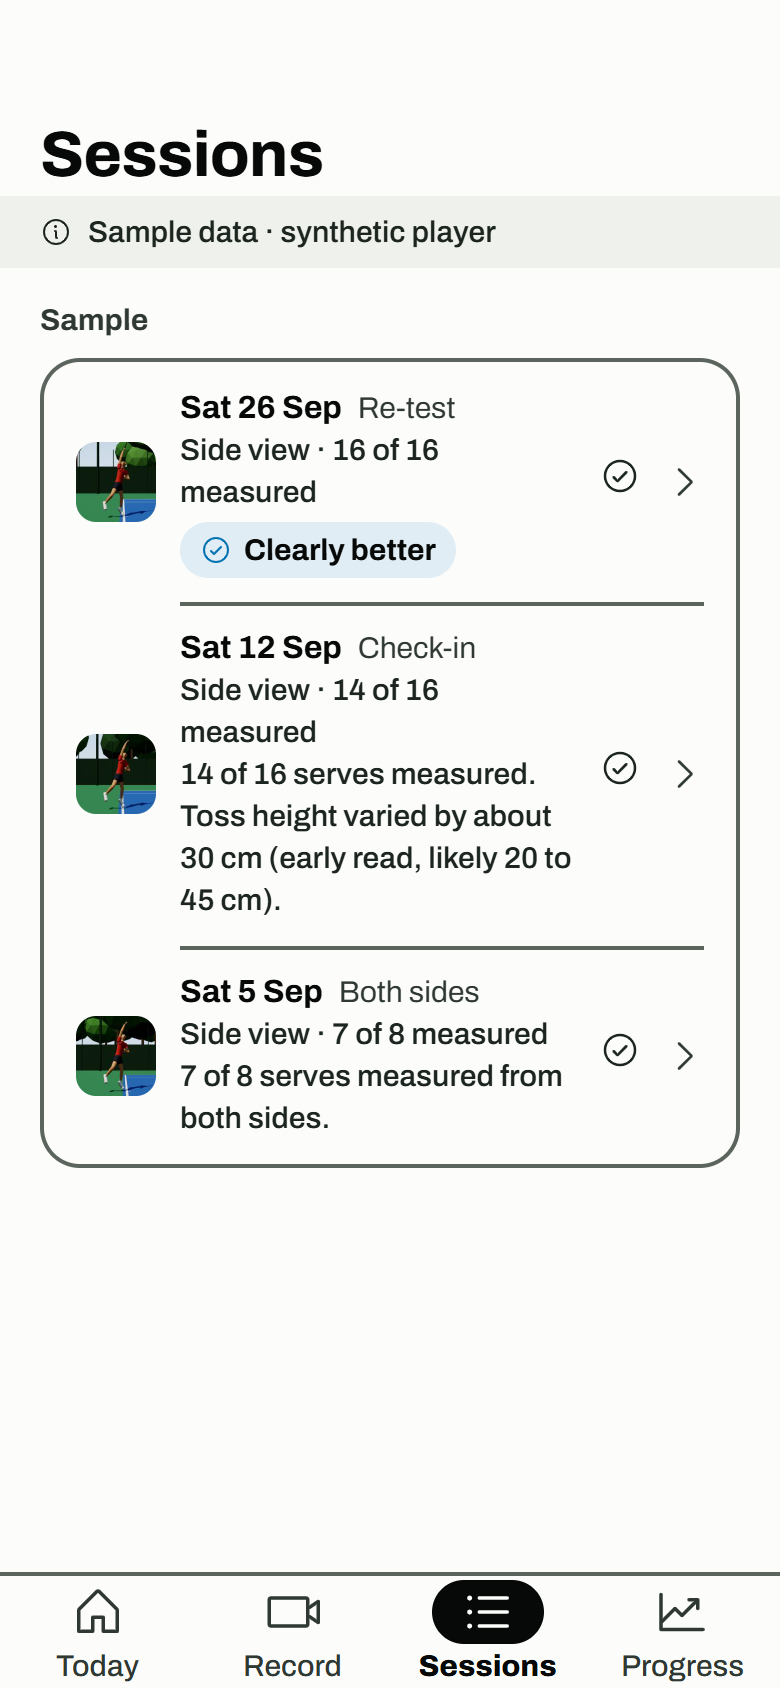 Sessions
Sample data · synthetic player
Sample
Sat 26 Sep Re-test
Side view · 16 of 16
measured
Clearly better
Sat 12 Sep Check-in
Side view · 14 of 16
measured
14 of 16 serves measured.
Toss height varied by about
30 cm (early read, likely 20 to
45 cm).
Sat 5 Sep Both sides
Side view · 7 of 8 measured
7 of 8 serves measured from
both sides.
Today
Record
Sessions
Progress